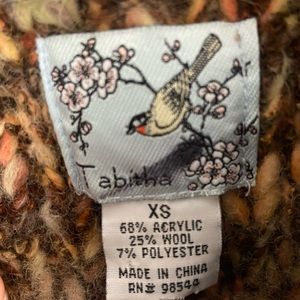 Tabitha
XS
68% ACRYLIC
25% WOOL
7% POLYESTER
MADE IN CHINA
RN# 98544